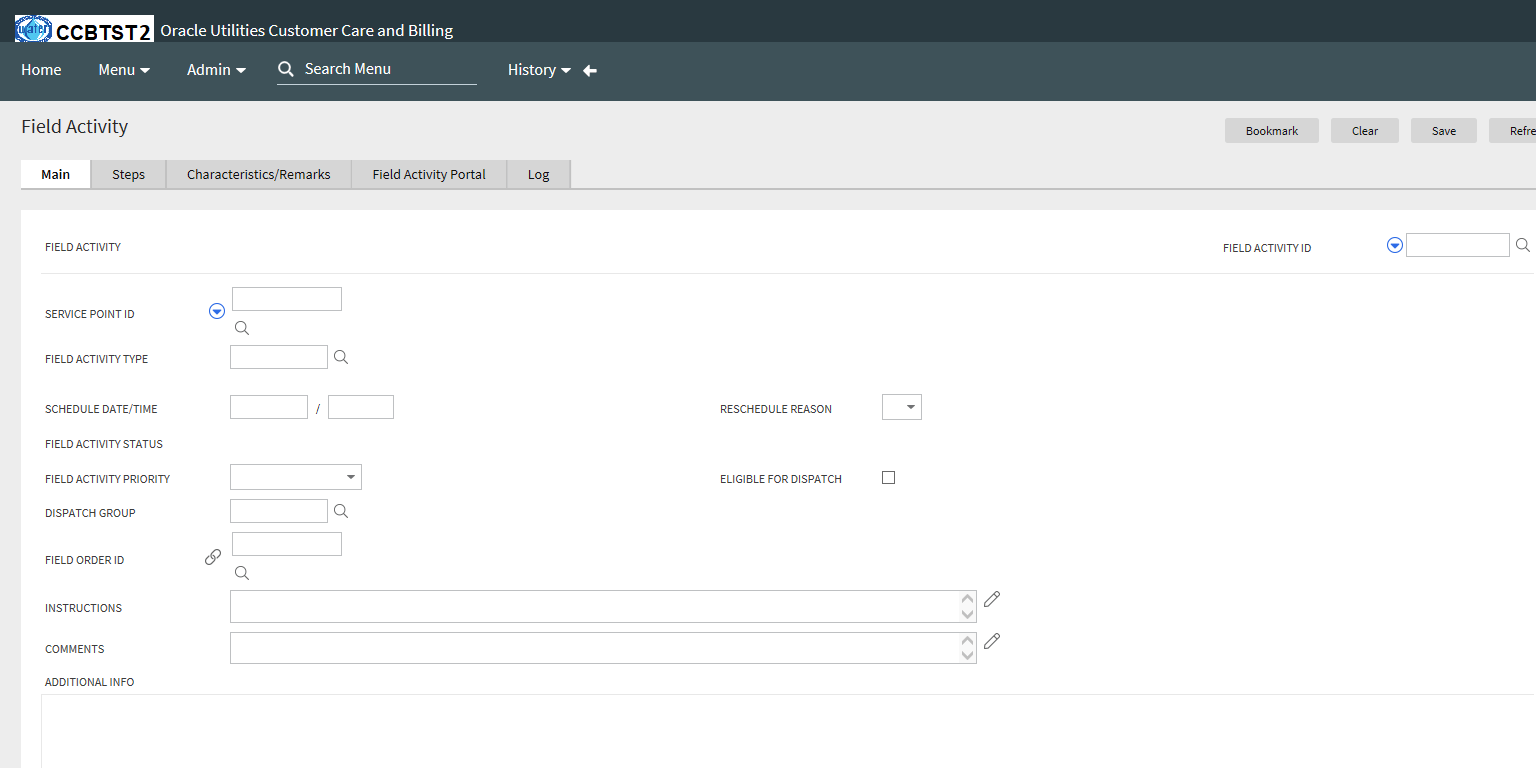 water CCBTST2 Oracle Utilities Customer Care and Billing
Home Menu Admin Search Menu History
Field Activity
Bookmark Clear Save Refre
Main Steps Characteristics/Remarks Field Activity Portal Log
FIELD ACTIVITY FIELD ACTIVITY ID
SERVICE POINT ID
FIELD ACTIVITY TYPE
SCHEDULE DATE/TIME / RESCHEDULE REASON
FIELD ACTIVITY STATUS
FIELD ACTIVITY PRIORITY ELIGIBLE FOR DISPATCH
DISPATCH GROUP
FIELD ORDER ID
INSTRUCTIONS
COMMENTS
ADDITIONAL INFO